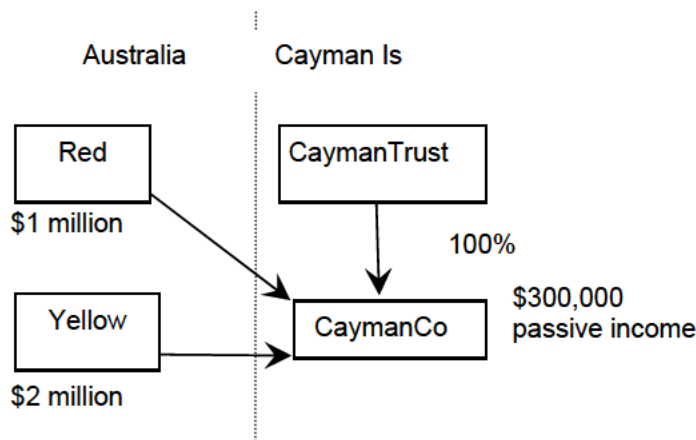 Australia
Cayman Is
Red
CaymanTrust
$1 million
100%
$300,000
passive income
Yellow
CaymanCo
$2 million